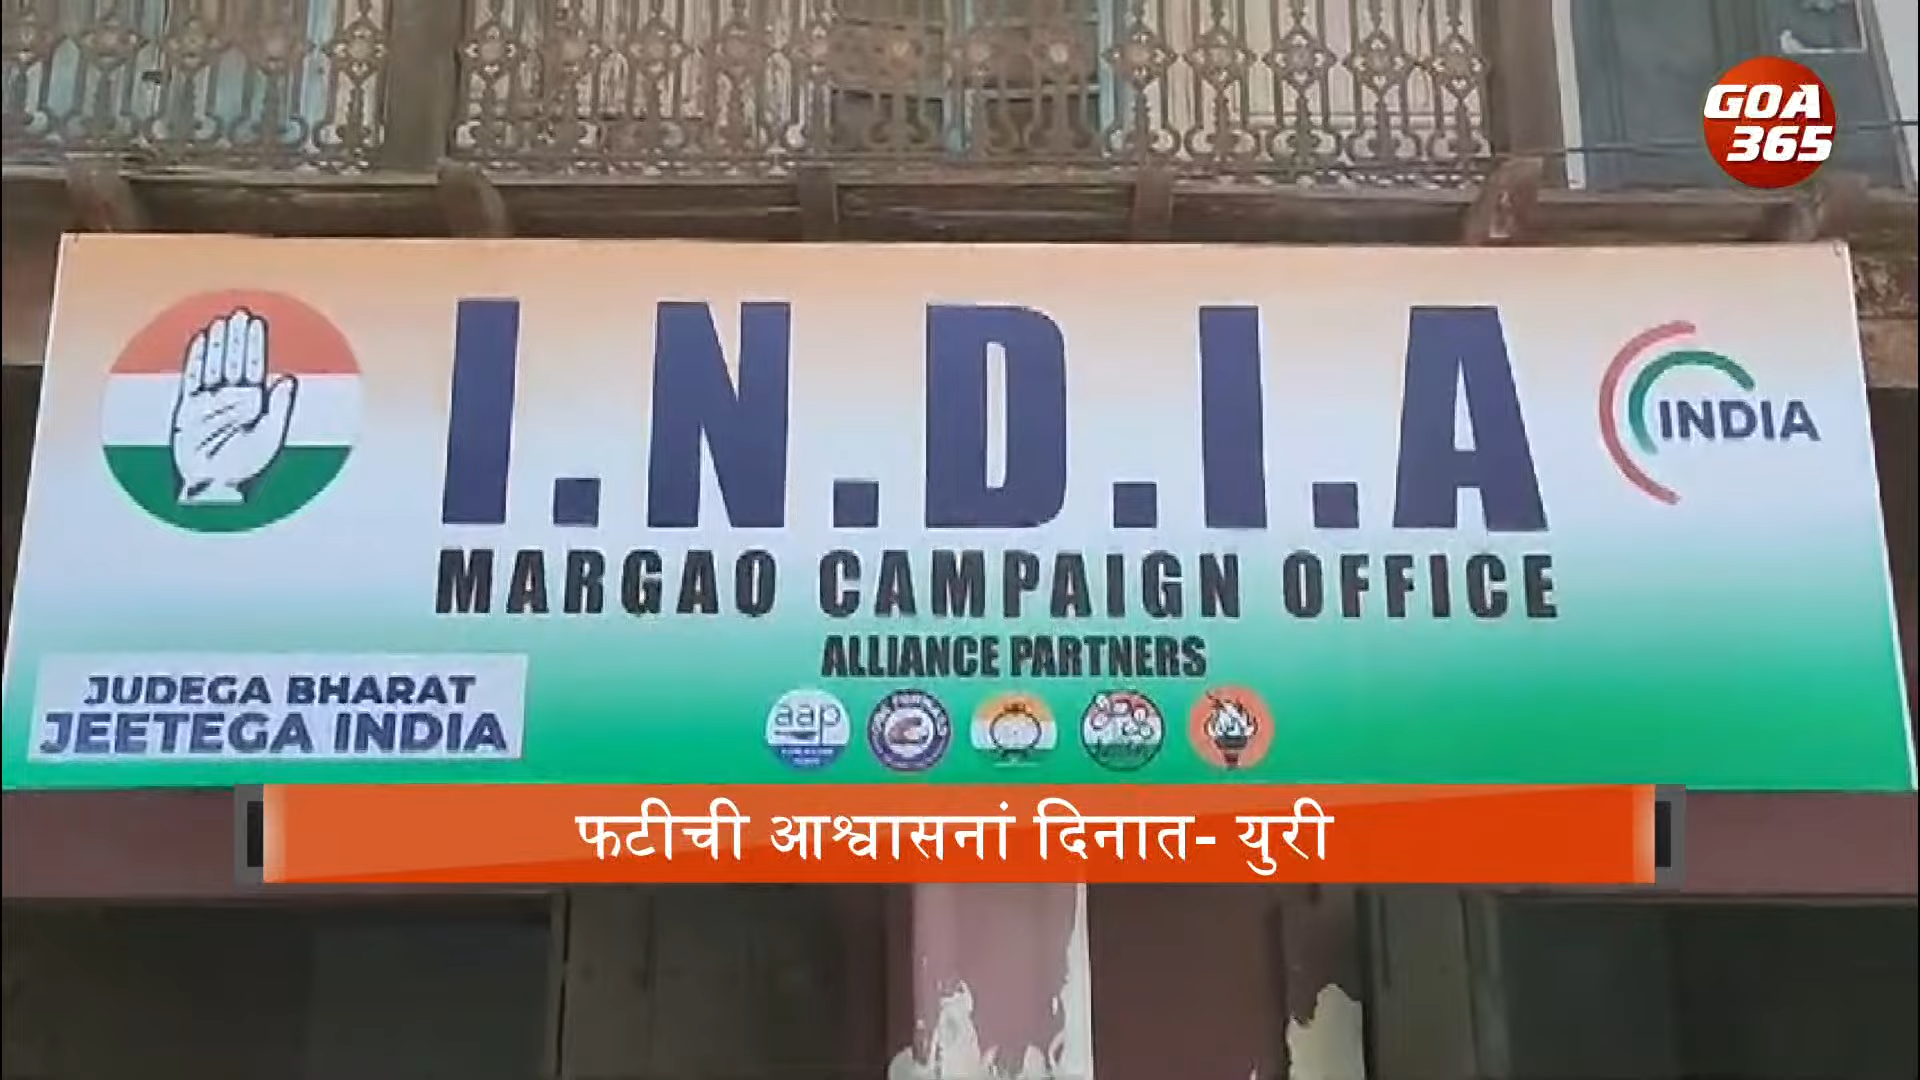 GOA
365
I.N.D.I.A
INDIA
MARGAO CAMPAIGN OFFICE
ALLIANCE PARTNERS
JUDEGA BHARAT
JEETEGA INDIA
aap
फटीची आश्वासनां दिनात- युरी